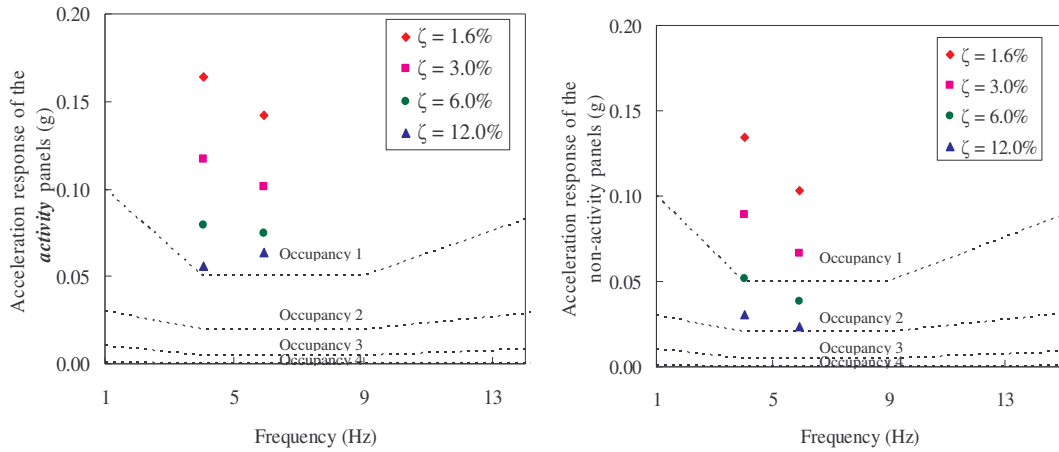 Acceleration response of the
activity panels (g)
0.20
0.15
0.10
0.05
0.00
ζ = 1.6%
ζ = 3.0%
ζ = 6.0%
ζ = 12.0%
Occupancy 1
Occupancy 2
Occupancy 3
Occupancy 4
1 5 9 13
Frequency (Hz)
Acceleration response of the
non-activity panels (g)
0.20
0.15
0.10
0.05
0.00
ζ = 1.6%
ζ = 3.0%
ζ = 6.0%
ζ = 12.0%
Occupancy 1
Occupancy 2
Occupancy 3
Occupancy 4
1 5 9 13
Frequency (Hz)